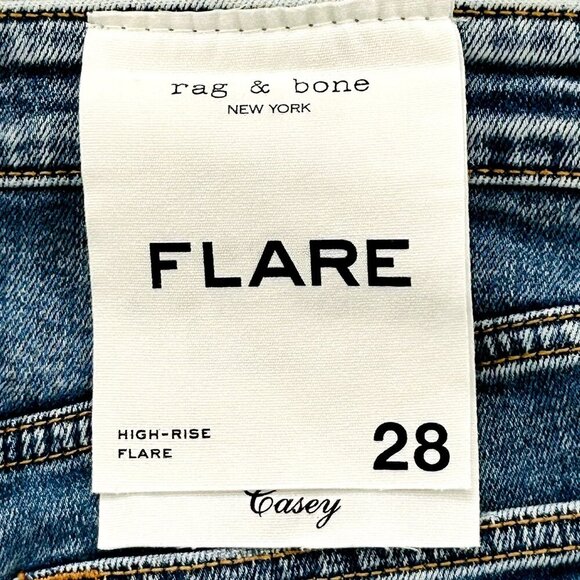 rag & bone
NEW YORK
FLARE
HIGH-RISE
FLARE
28
Casey